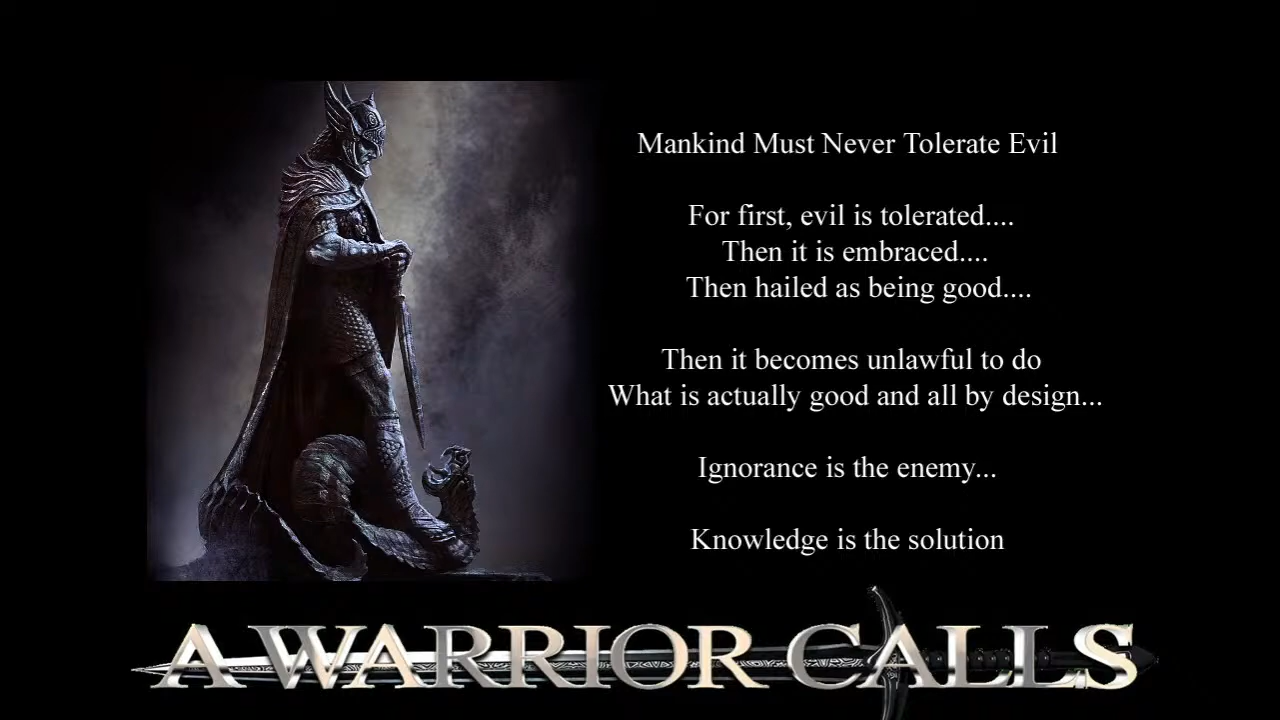 Mankind Must Never Tolerate Evil
For first, evil is tolerated....
Then it is embraced....
Then hailed as being good....
Then it becomes unlawful to do
What is actually good and all by design...
Ignorance is the enemy...
Knowledge is the solution
A WARRIOR CALLS